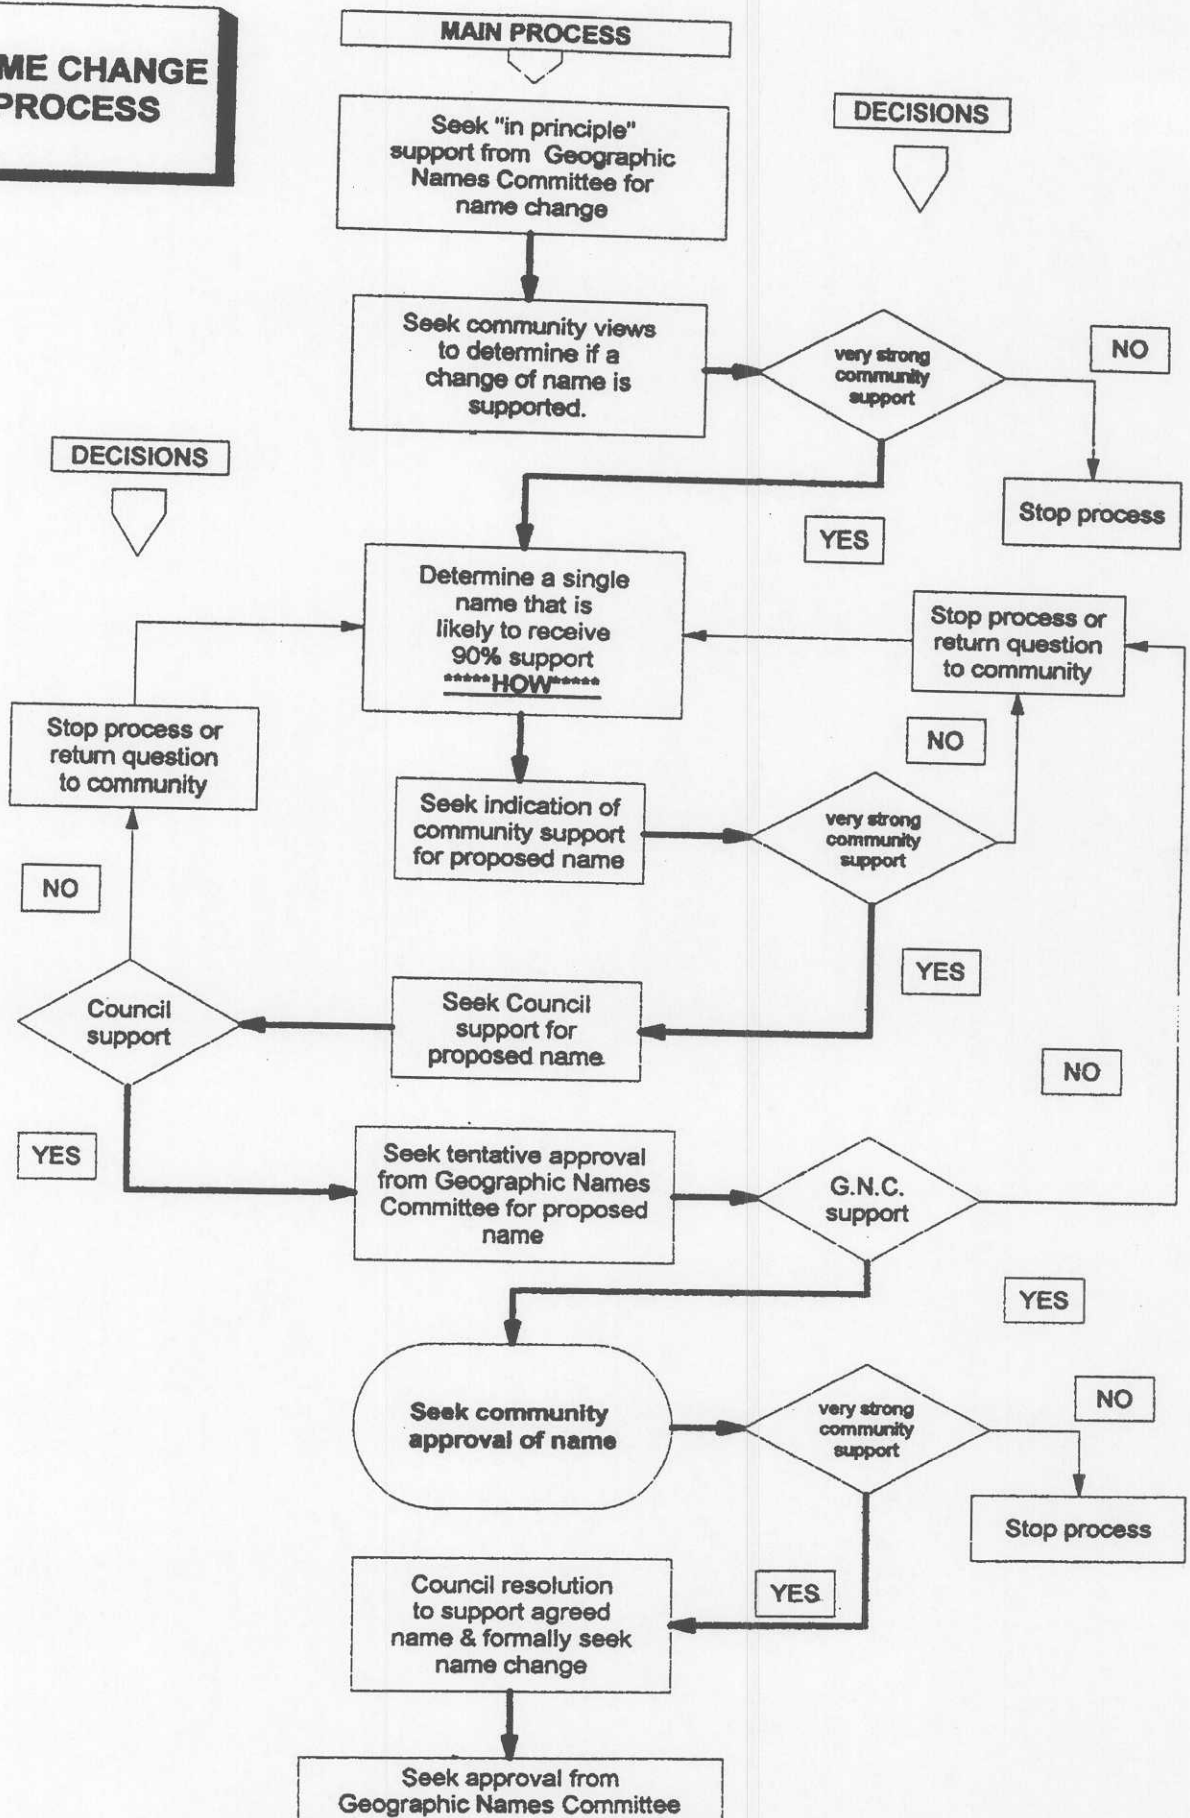 ME CHANGE
PROCESS
MAIN PROCESS
Seek "in principle"
support from Geographic
Names Committee for
name change
DECISIONS
Seek community views
to determine if a
change of name is
supported.
very strong
community
support
NO
Stop process
YES
DECISIONS
Determine a single
name that is
likely to receive
90% support
*****HOW*****
Stop process or
return question
to community
NO
Stop process or
return question
to community
Seek indication of
community support
for proposed name
very strong
community
support
NO
YES
Council
support
Seek Council
support for
proposed name
NO
YES
Seek tentative approval
from Geographic Names
Committee for proposed
name
G.N.C.
support
YES
Seek community
approval of name
very strong
community
support
NO
Stop process
YES
Council resolution
to support agreed
name & formally seek
name change
Seek approval from
Geographic Names Committee